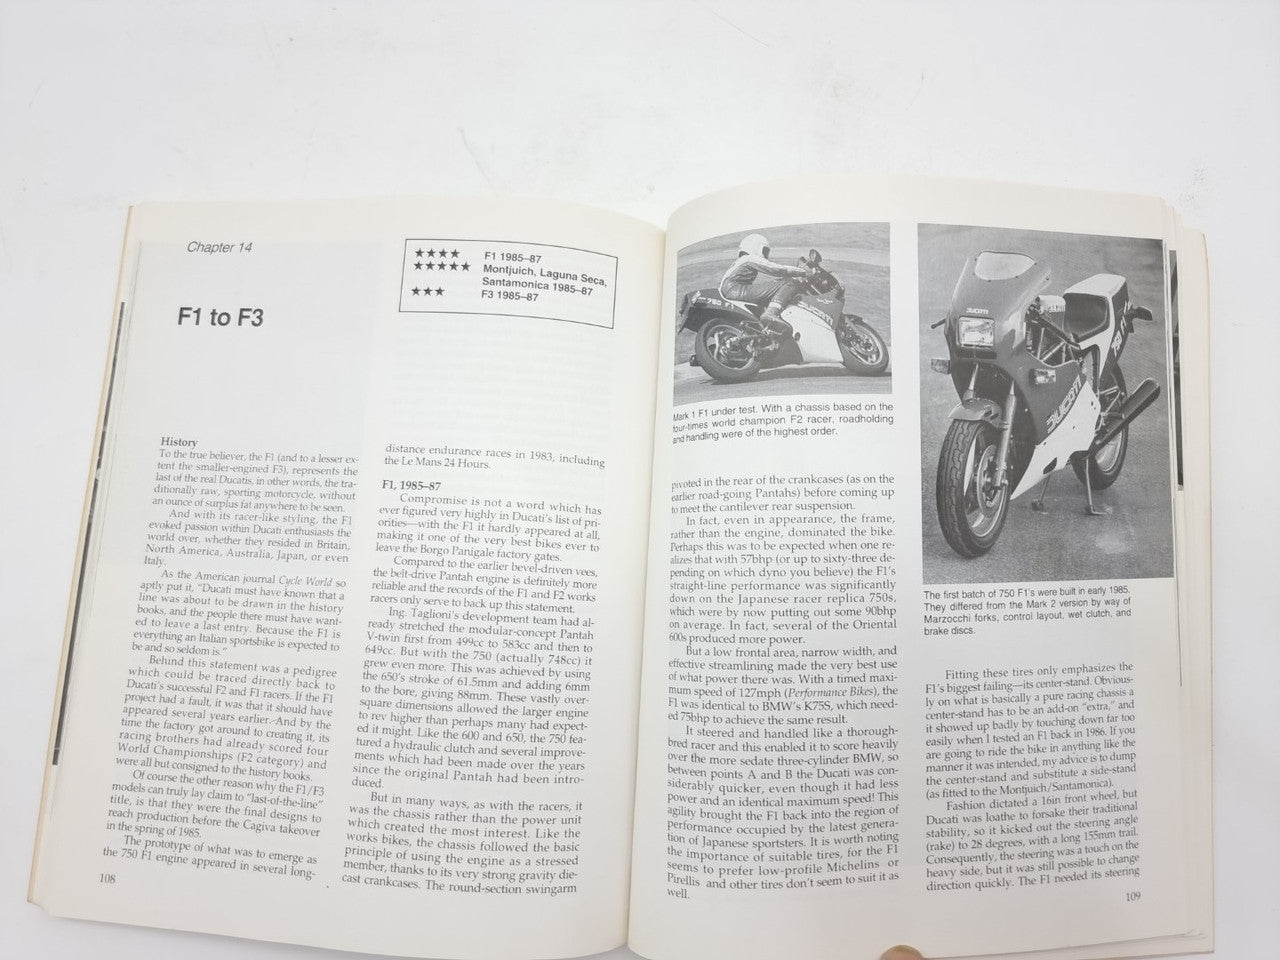 Chapter 14
F1 to F3
★★★★ F1 1985–87
★★★★★ Montjuich, Laguna Seca,
Santamonica 1985–87
★★★ F3 1985–87
History
To the true believer, the F1 (and to a lesser ex-
tent the smaller-engined F3), represents the
last of the real Ducatis, in other words, the tra-
ditionally raw, sporting motorcycle, without
an ounce of surplus fat anywhere to be seen.
And with its racer-like styling, the F1
evoked passion within Ducati enthusiasts the
world over, whether they resided in Britain,
North America, Australia, Japan, or even
Italy.
As the American journal Cycle World so
aptly put it, "Ducati must have known that a
line was about to be drawn in the history
books, and the people there must have want-
ed to leave a last entry. Because the F1 is
everything an Italian sportsbike is expected to
be and so seldom is."
Behind this statement was a pedigree
which could be traced directly back to
Ducati's successful F2 and F1 racers. If the F1
project had a fault, it was that it should have
appeared several years earlier. And by the
time the factory got around to creating it, its
racing brothers had already scored four
World Championships (F2 category) and
were all but consigned to the history books.
Of course the other reason why the F1/F3
models can truly lay claim to "last-of-the-line"
title, is that they were the final designs to
reach production before the Cagiva takeover
in the spring of 1985.
The prototype of what was to emerge as
the 750 F1 engine appeared in several long-
108
distance endurance races in 1983, including
the Le Mans 24 Hours.
F1, 1985–87
Compromise is not a word which has
ever figured very highly in Ducati's list of pri-
orities—with the F1 it hardly appeared at all,
making it one of the very best bikes ever to
leave the Borgo Panigale factory gates.
Compared to the earlier bevel-driven vees,
the belt-drive Pantah engine is definitely more
reliable and the records of the F1 and F2 works
racers only serve to back up this statement.
Ing. Taglioni's development team had al-
ready stretched the modular-concept Pantah
V-twin first from 499cc to 583cc and then to
649cc. But with the 750 (actually 748cc) it
grew even more. This was achieved by using
the 650's stroke of 61.5mm and adding 6mm
to the bore, giving 88mm. These vastly over-
square dimensions allowed the larger engine
to rev higher than perhaps many had expect-
ed it might. Like the 600 and 650, the 750 fea-
tured a hydraulic clutch and several improve-
ments which had been made over the years
since the original Pantah had been intro-
duced.
But in many ways, as with the racers, it
was the chassis rather than the power unit
which created the most interest. Like the
works bikes, the chassis followed the basic
principle of using the engine as a stressed
member, thanks to its very strong gravity die-
cast crankcases. The round-section swingarm
750 F1
DUCATI
Mark 1 F1 under test. With a chassis based on the
four-times world champion F2 racer, roadholding
and handling were of the highest order.
pivoted in the rear of the crankcases (as on the
earlier road-going Pantahs) before coming up
to meet the cantilever rear suspension.
In fact, even in appearance, the frame,
rather than the engine, dominated the bike.
Perhaps this was to be expected when one re-
alizes that with 57bhp (or up to sixty-three de-
pending on which dyno you believe) the F1's
straight-line performance was significantly
down on the Japanese racer replica 750s,
which were by now putting out some 90bhp
on average. In fact, several of the Oriental
600s produced more power.
But a low frontal area, narrow width, and
effective streamlining made the very best use
of what power there was. With a timed maxi-
mum speed of 127mph (Performance Bikes), the
F1 was identical to BMW's K75S, which need-
ed 75bhp to achieve the same result.
It steered and handled like a thorough-
bred racer and this enabled it to score heavily
over the more sedate three-cylinder BMW, so
between points A and B the Ducati was con-
siderably quicker, even though it had less
power and an identical maximum speed! This
agility brought the F1 back into the region of
performance occupied by the latest genera-
tion of Japanese sportsters. It is worth noting
the importance of suitable tires, for the F1
seems to prefer low-profile Michelins or
Pirellis and other tires don't seem to suit it as
well.
DUCATI
DUCATI
The first batch of 750 F1's were built in early 1985.
They differed from the Mark 2 version by way of
Marzocchi forks, control layout, wet clutch, and
brake discs.
Fitting these tires only emphasizes the
F1's biggest failing—its center-stand. Obvious-
ly on what is basically a pure racing chassis a
center-stand has to be an add-on "extra," and
it showed up badly by touching down far too
easily when I tested an F1 back in 1986. If you
are going to ride the bike in anything like the
manner it was intended, my advice is to dump
the center-stand and substitute a side-stand
(as fitted to the Montjuich/Santamonica).
Fashion dictated a 16in front wheel, but
Ducati was loathe to forsake their traditional
stability, so it kicked out the steering angle
(rake) to 28 degrees, with a long 155mm trail.
Consequently, the steering was a touch on the
heavy side, but it was still possible to change
direction quickly. The F1 needed its steering
109